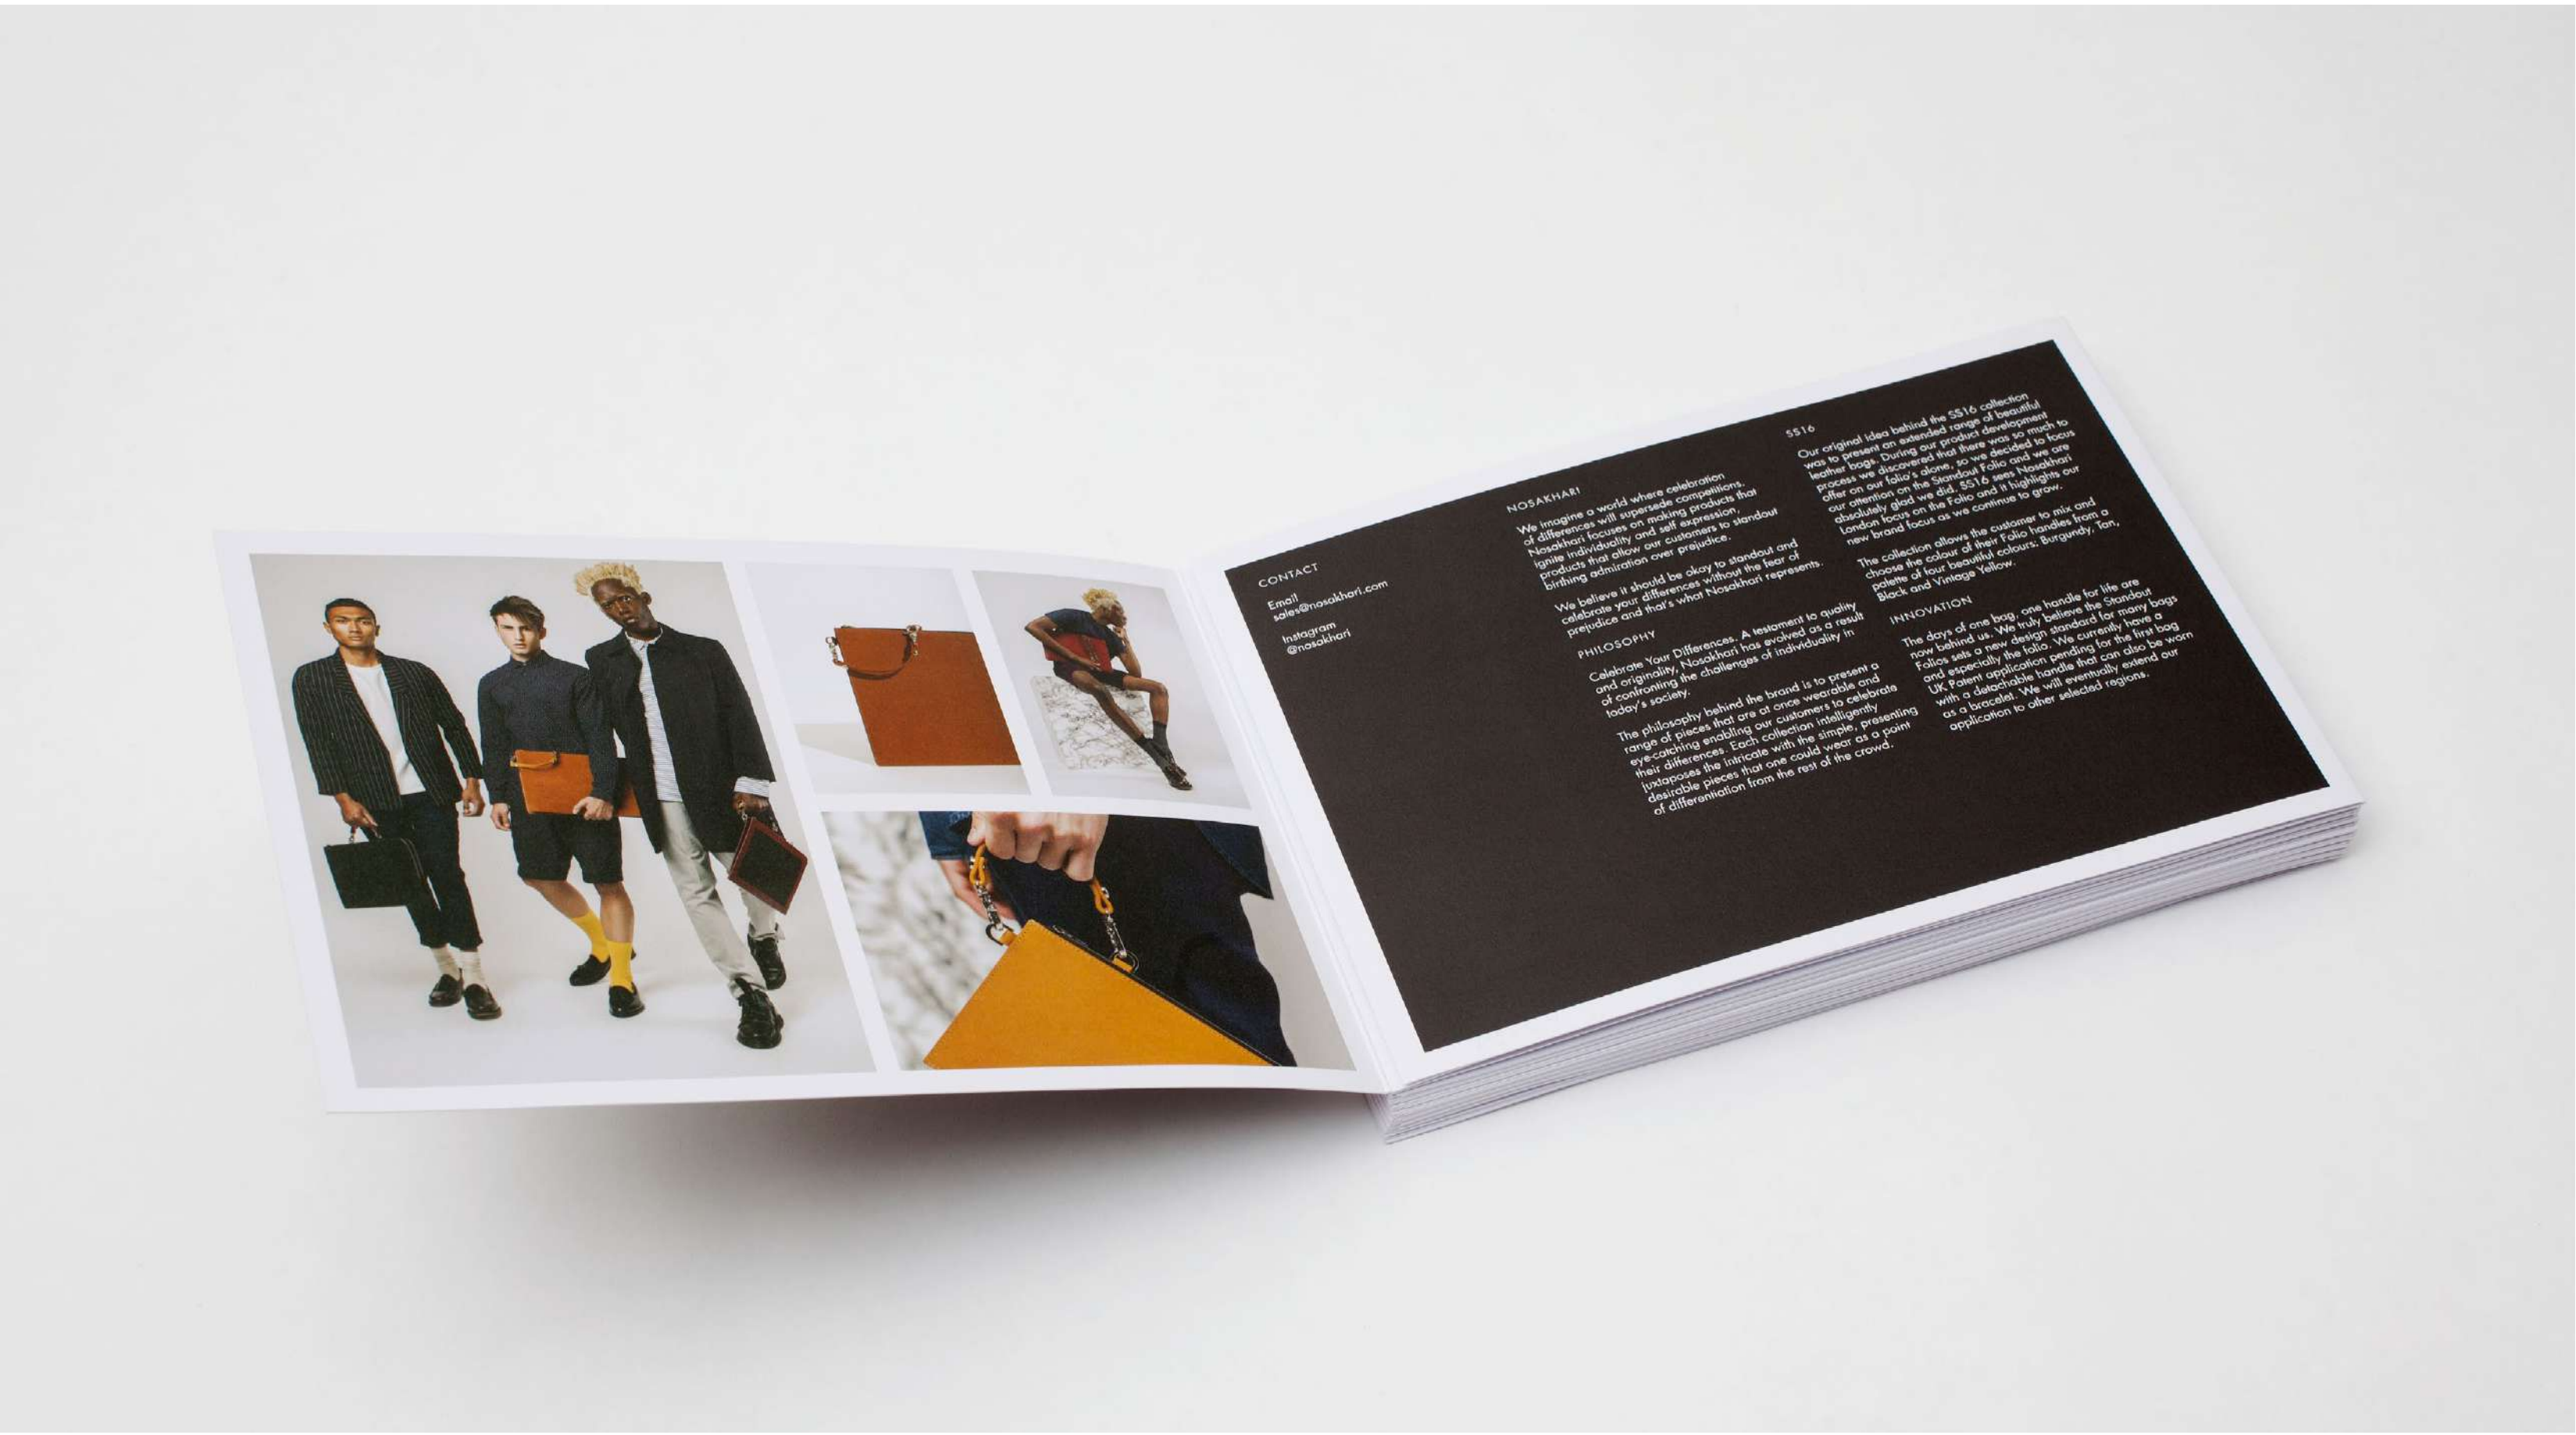 CONTACT
Email
sales@nosakhari.com
Instagram
@nosakhari
NOSAKHARI
We imagine a world where celebration
of differences will supersede competitions.
Nosakhari focuses on making products that
ignite individuality and self expression,
products that allow our customers to standout
birthing admiration over prejudice.
We believe it should be okay to standout and
celebrate your differences without the fear of
prejudice and that's what Nosakhari represents.
PHILOSOPHY
Celebrate Your Differences. A testament to quality
and originality, Nosakhari has evolved as a result
of confronting the challenges of individuality in
today's society.
The philosophy behind the brand is to present a
range of pieces that are at once wearable and
eye-catching enabling our customers to celebrate
their differences. Each collection intelligently
juxtaposes the intricate with the simple, presenting
desirable pieces that one could wear as a point
of differentiation from the rest of the crowd.
SS16
Our original idea behind the SS16 collection
was to present an extended range of beautiful
leather bags. During our product development
process we discovered that there was so much to
offer on our folio's alone, so we decided to focus
our attention on the Standout Folio and we are
absolutely glad we did. SS16 sees Nosakhari
London focus on the Folio and it highlights our
new brand focus as we continue to grow.
The collection allows the customer to mix and
choose the colour of their Folio handles from a
palette of four beautiful colours: Burgundy, Tan,
Black and Vintage Yellow.
INNOVATION
The days of one bag, one handle for life are
now behind us. We truly believe the Standout
Folios sets a new design standard for many bags
and especially the folio. We currently have a
UK Patent application pending for the first bag
with a detachable handle that can also be worn
as a bracelet. We will eventually extend our
application to other selected regions.